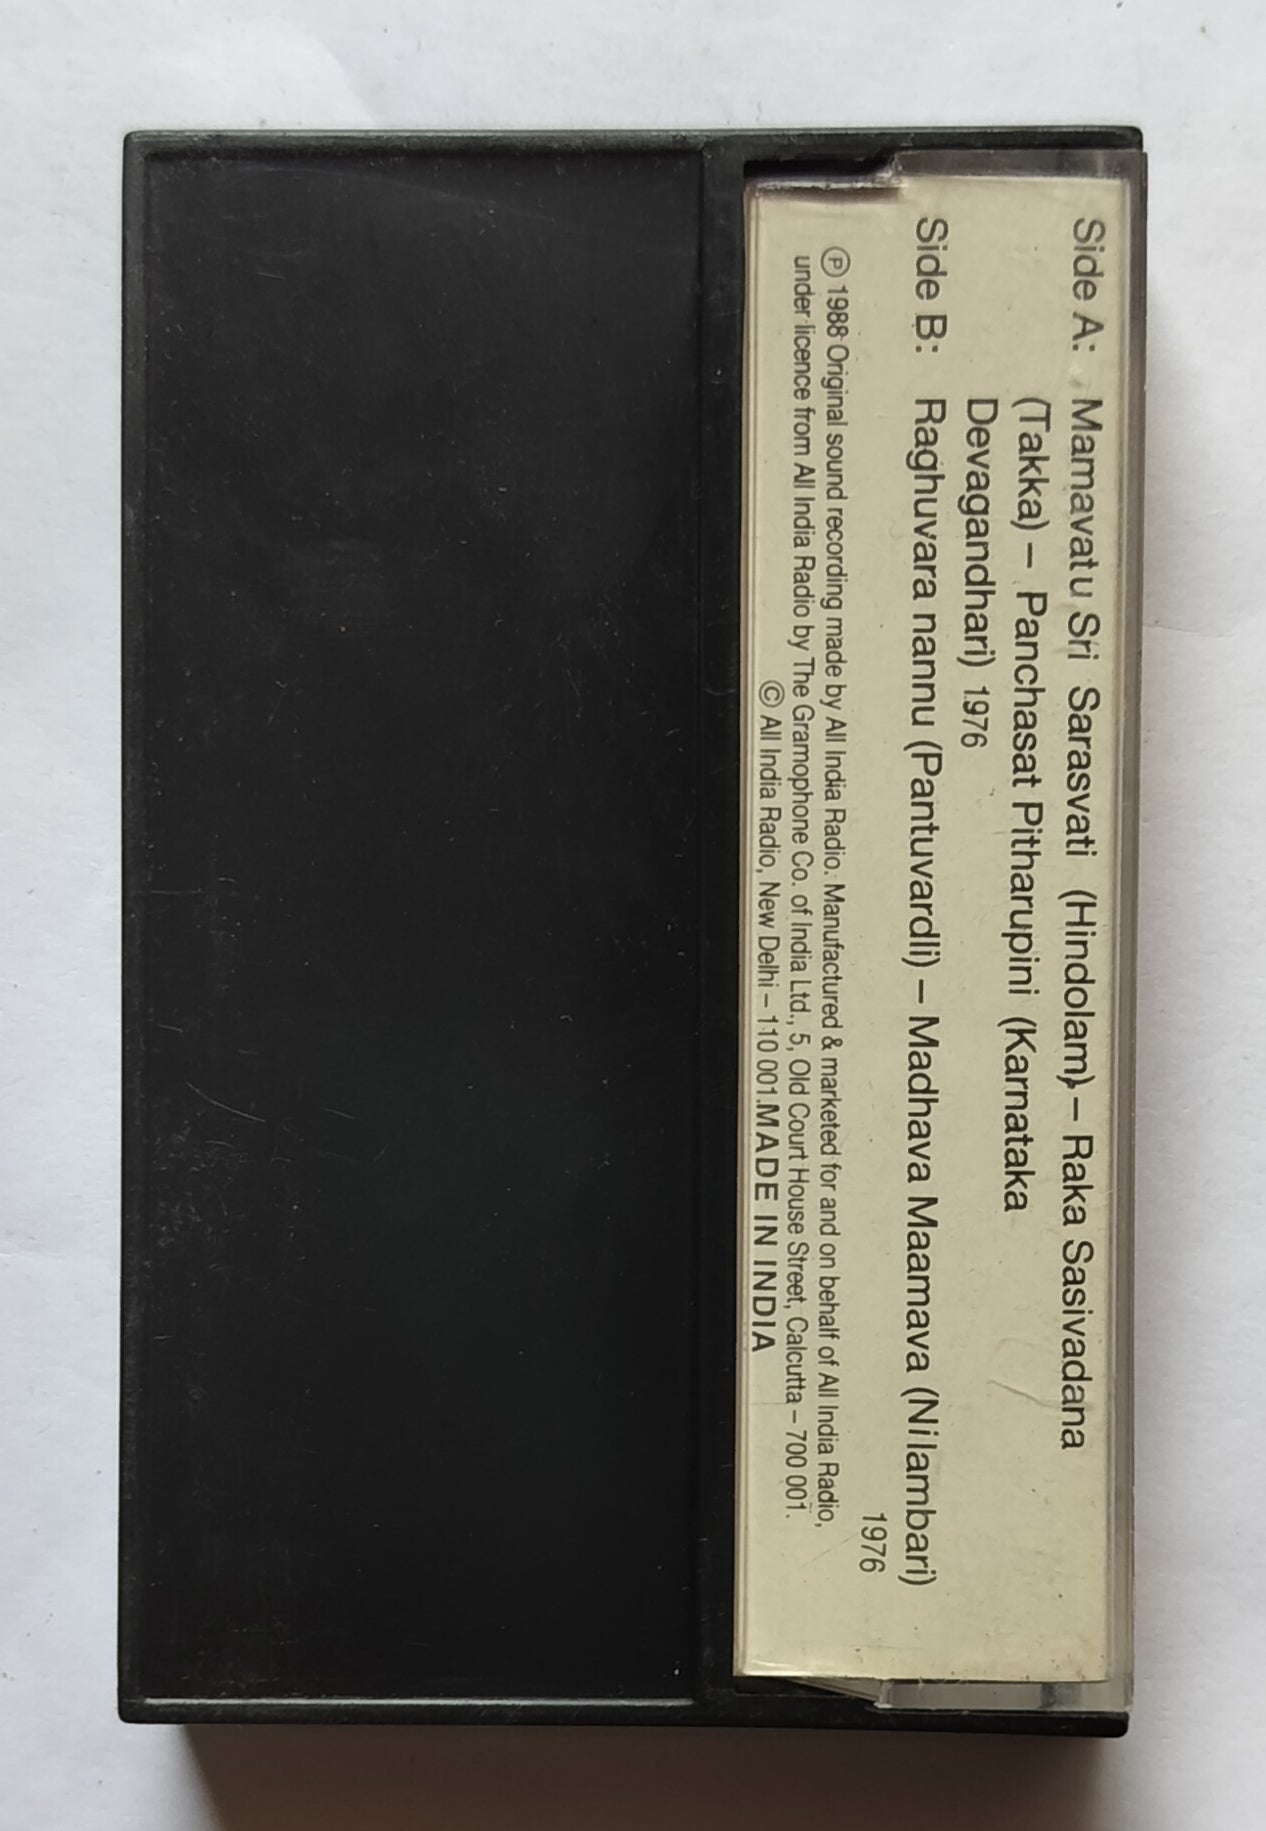 Side A: Mamavatu Sri Sarasvati (Hindolam) – Raka Sasivadana
(Takka) – Panchasat Pitharupini (Karnataka
Devagandhari) 1976
Side B: Raghuvara nannu (Pantuvardli) – Madhava Maamava (Nilambari)
1976
Ⓟ 1988 Original sound recording made by All India Radio. Manufactured & marketed for and on behalf of All India Radio,
under licence from All India Radio by The Gramophone Co. of India Ltd., 5, Old Court House Street, Calcutta – 700 001.
© All India Radio, New Delhi – 110 001. MADE IN INDIA